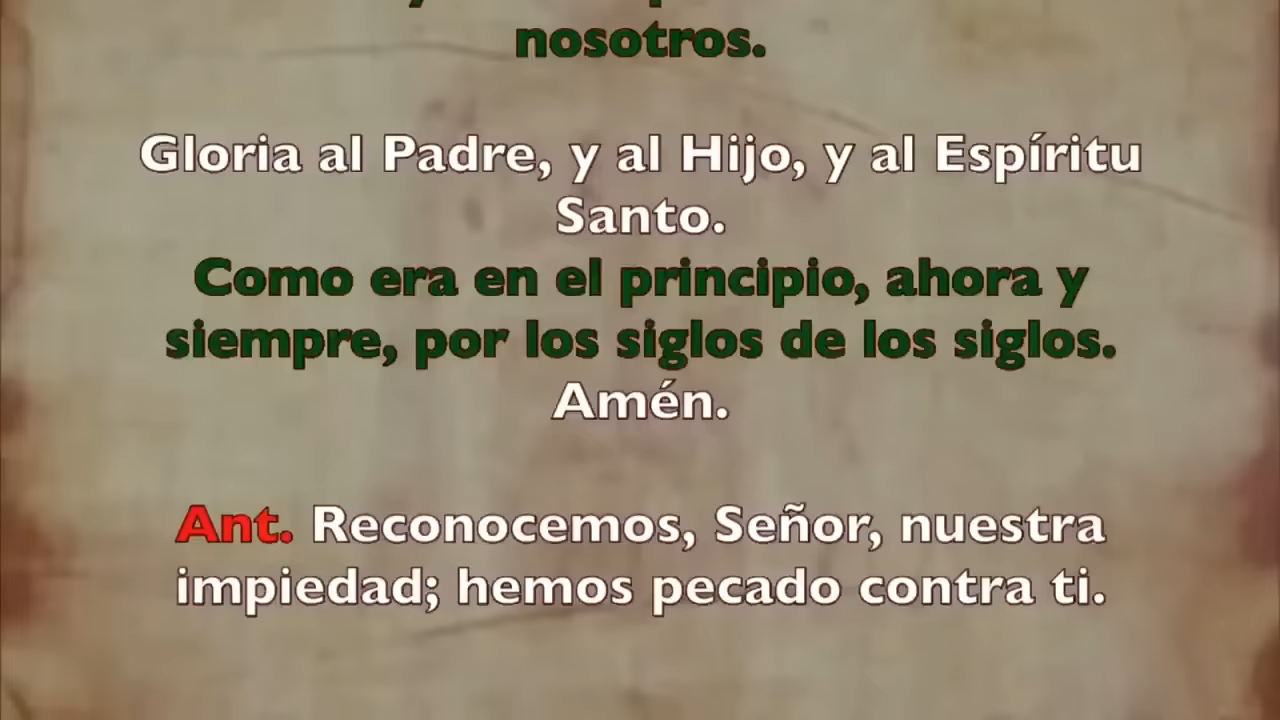 nosotros.
Gloria al Padre, y al Hijo, y al Espíritu
Santo.
Como era en el principio, ahora y
siempre, por los siglos de los siglos.
Amén.
Ant. Reconocemos, Señor, nuestra
impiedad; hemos pecado contra ti.